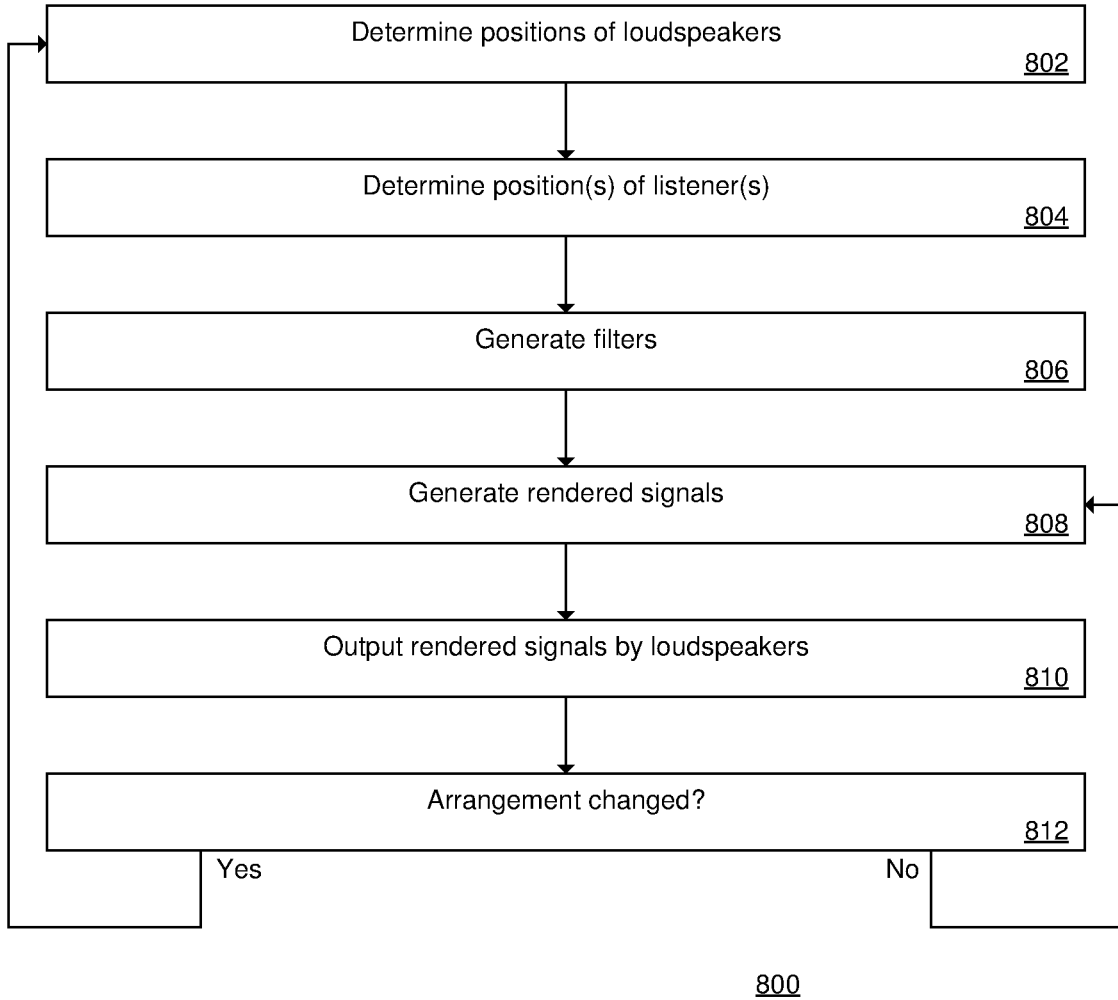 Determine positions of loudspeakers
802
Determine position(s) of listener(s)
804
Generate filters
806
Generate rendered signals
808
Output rendered signals by loudspeakers
810
Arrangement changed?
812
Yes
No
800